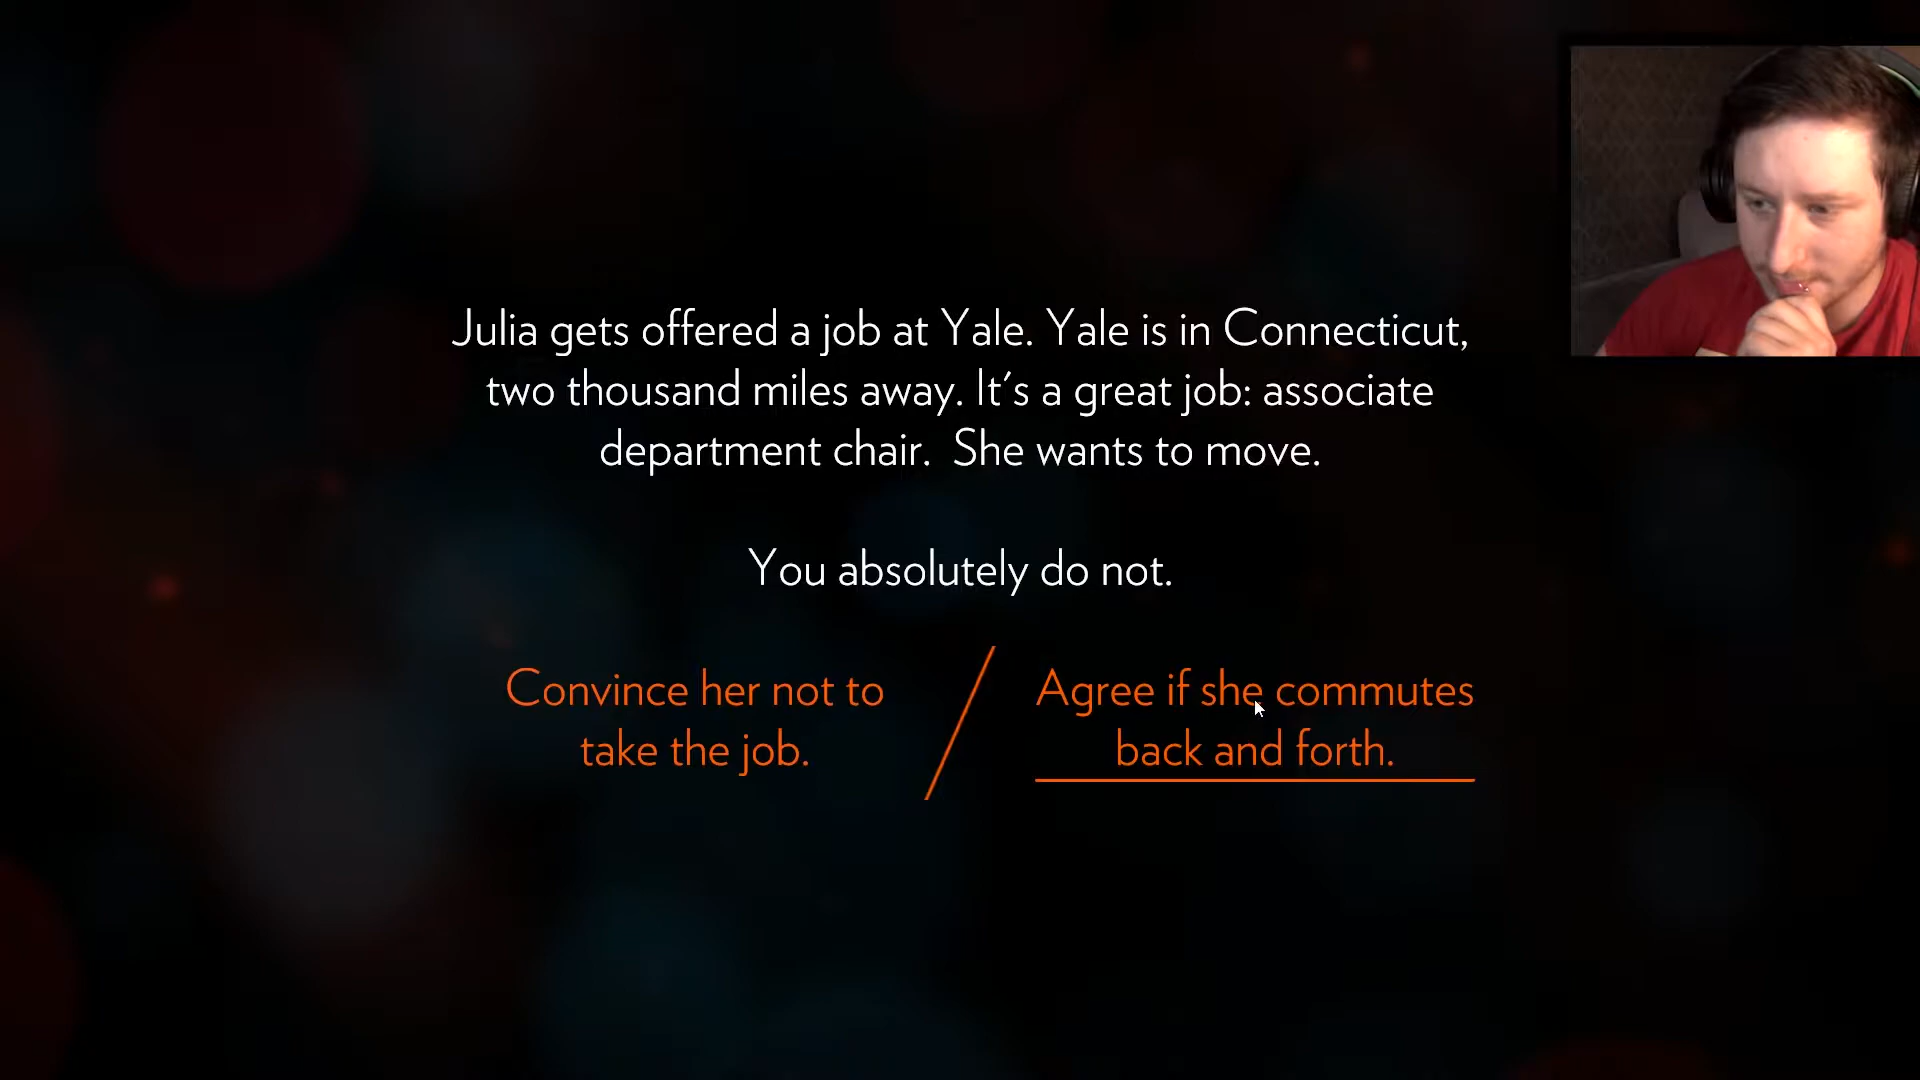 Julia gets offered a job at Yale. Yale is in Connecticut,
two thousand miles away. It's a great job: associate
department chair.  She wants to move.
You absolutely do not.
Convince her not to
take the job.
Agree if she commutes
back and forth.